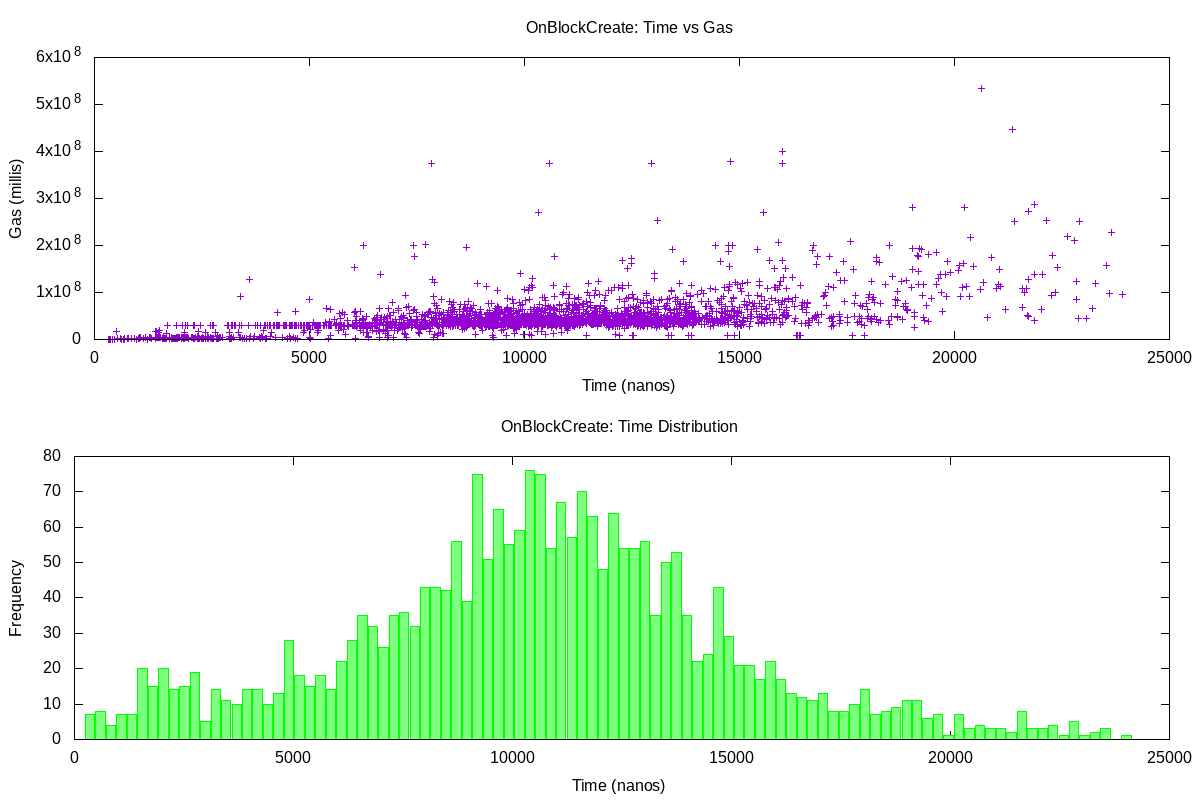 OnBlockCreate: Time vs Gas
6x10^8
5x10^8
4x10^8
3x10^8
2x10^8
1x10^8
0
Gas (millis)
0 5000 10000 15000 20000 25000
Time (nanos)
OnBlockCreate: Time Distribution
80
70
60
50
40
30
20
10
0
Frequency
0 5000 10000 15000 20000 25000
Time (nanos)